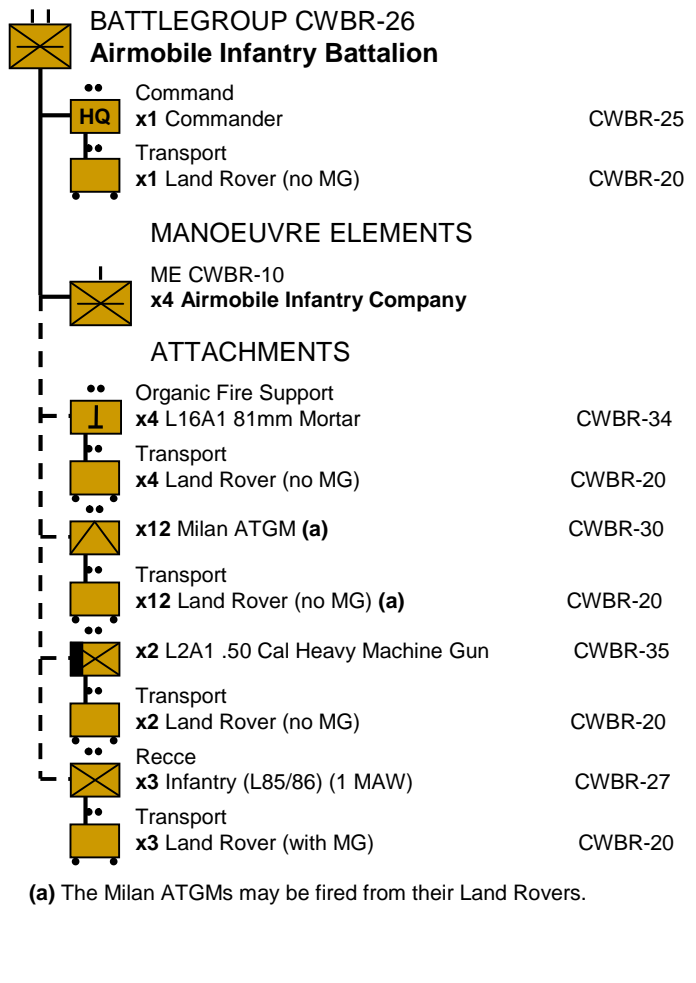 BATTLEGROUP CWBR-26
Airmobile Infantry Battalion
Command
HQ x1 Commander CWBR-25
Transport
x1 Land Rover (no MG) CWBR-20
MANOEUVRE ELEMENTS
ME CWBR-10
x4 Airmobile Infantry Company
ATTACHMENTS
Organic Fire Support
x4 L16A1 81mm Mortar CWBR-34
Transport
x4 Land Rover (no MG) CWBR-20
x12 Milan ATGM (a) CWBR-30
Transport
x12 Land Rover (no MG) (a) CWBR-20
x2 L2A1 .50 Cal Heavy Machine Gun CWBR-35
Transport
x2 Land Rover (no MG) CWBR-20
Recce
x3 Infantry (L85/86) (1 MAW) CWBR-27
Transport
x3 Land Rover (with MG) CWBR-20
(a) The Milan ATGMs may be fired from their Land Rovers.